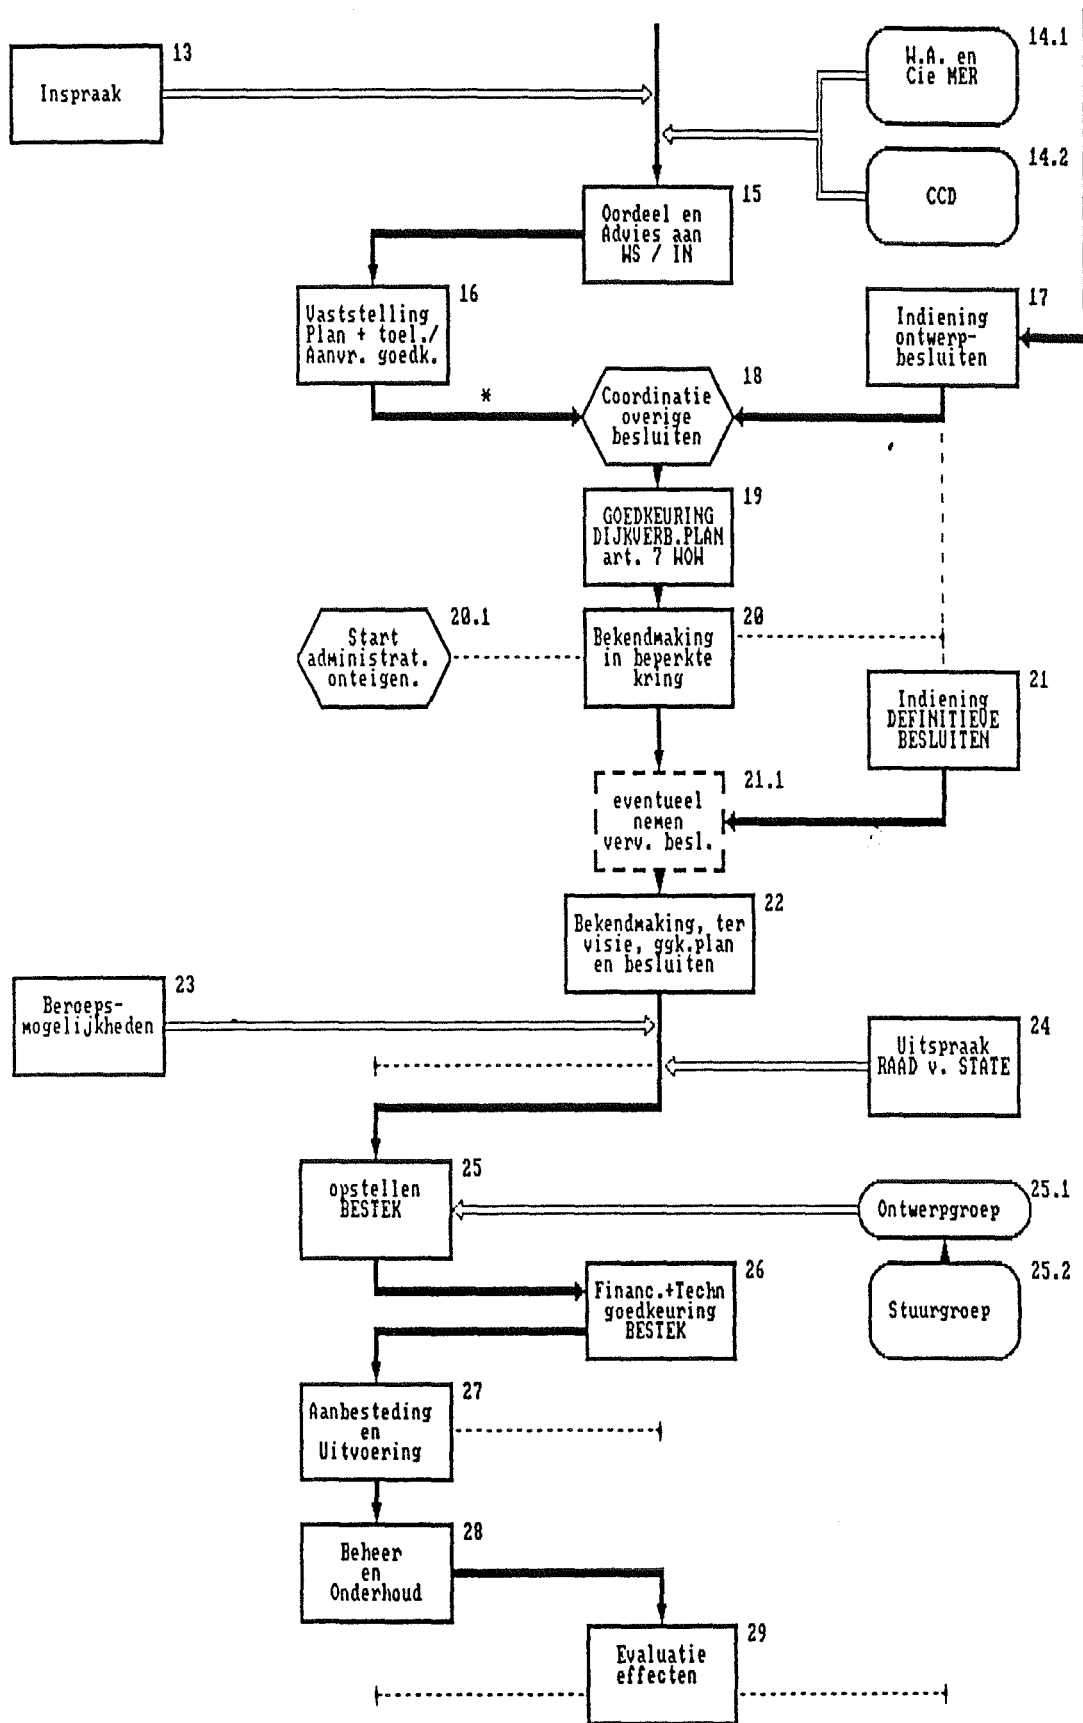 13
Inspraak
14.1
W.A. en
Cie MER
14.2
CCD
15
Oordeel en
Advies aan
WS / IN
16
Vaststelling
Plan + toel./
Aanvr. goedk.
17
Indiening
ontwerp-
besluiten
*
18
Coordinatie
overige
besluiten
19
GOEDKEURING
DIJKVERB.PLAN
art. 7 WOW
20.1
Start
administrat.
onteigen.
20
Bekendmaking
in beperkte
kring
21
Indiening
DEFINITIEVE
BESLUITEN
21.1
eventueel
nemen
verv. besl.
22
Bekendmaking, ter
visie, ggk.plan
en besluiten
23
Beroeps-
mogelijkheden
24
Uitspraak
RAAD v. STATE
25
opstellen
BESTEK
25.1
Ontwerpgroep
26
Financ.+Techn
goedkeuring
BESTEK
25.2
Stuurgroep
27
Aanbesteding
en
Uitvoering
28
Beheer
en
Onderhoud
29
Evaluatie
effecten